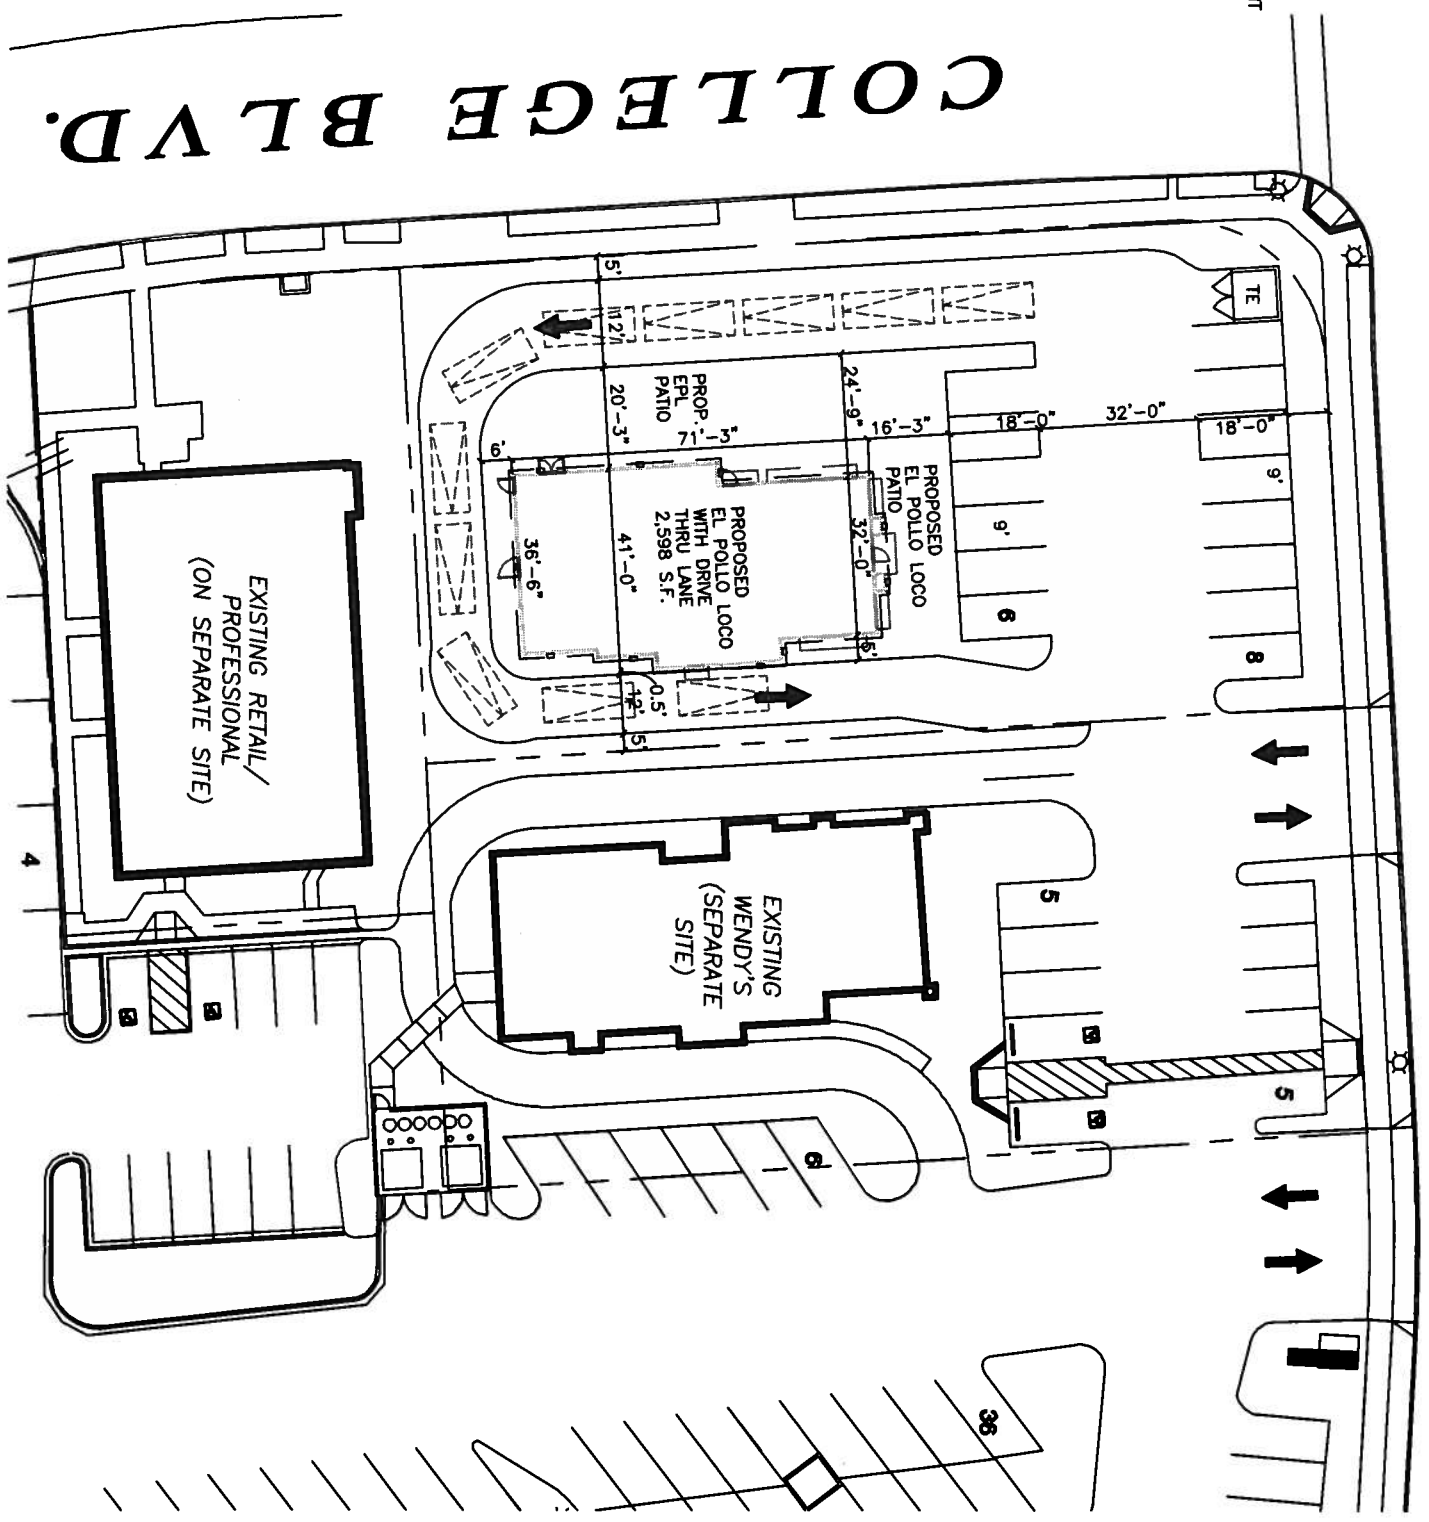 COLLEGE BLVD.
TE
5'
12'
PROP.
EPL
PATIO
20'-3"
71'-3"
24'-9"
16'-3"
18'-0"
32'-0"
18'-0"
6'
9'
9'
PROPOSED
EL POLLO LOCO
PATIO
PROPOSED
EL POLLO LOCO
WITH DRIVE
THRU LANE
2,598 S.F.
36'-6"
41'-0"
32'-0"
6
8
5'
0.5'
12'
5'
EXISTING RETAIL/
PROFESSIONAL
(ON SEPARATE SITE)
4
EXISTING
WENDY'S
(SEPARATE
SITE)
5
5
6
36